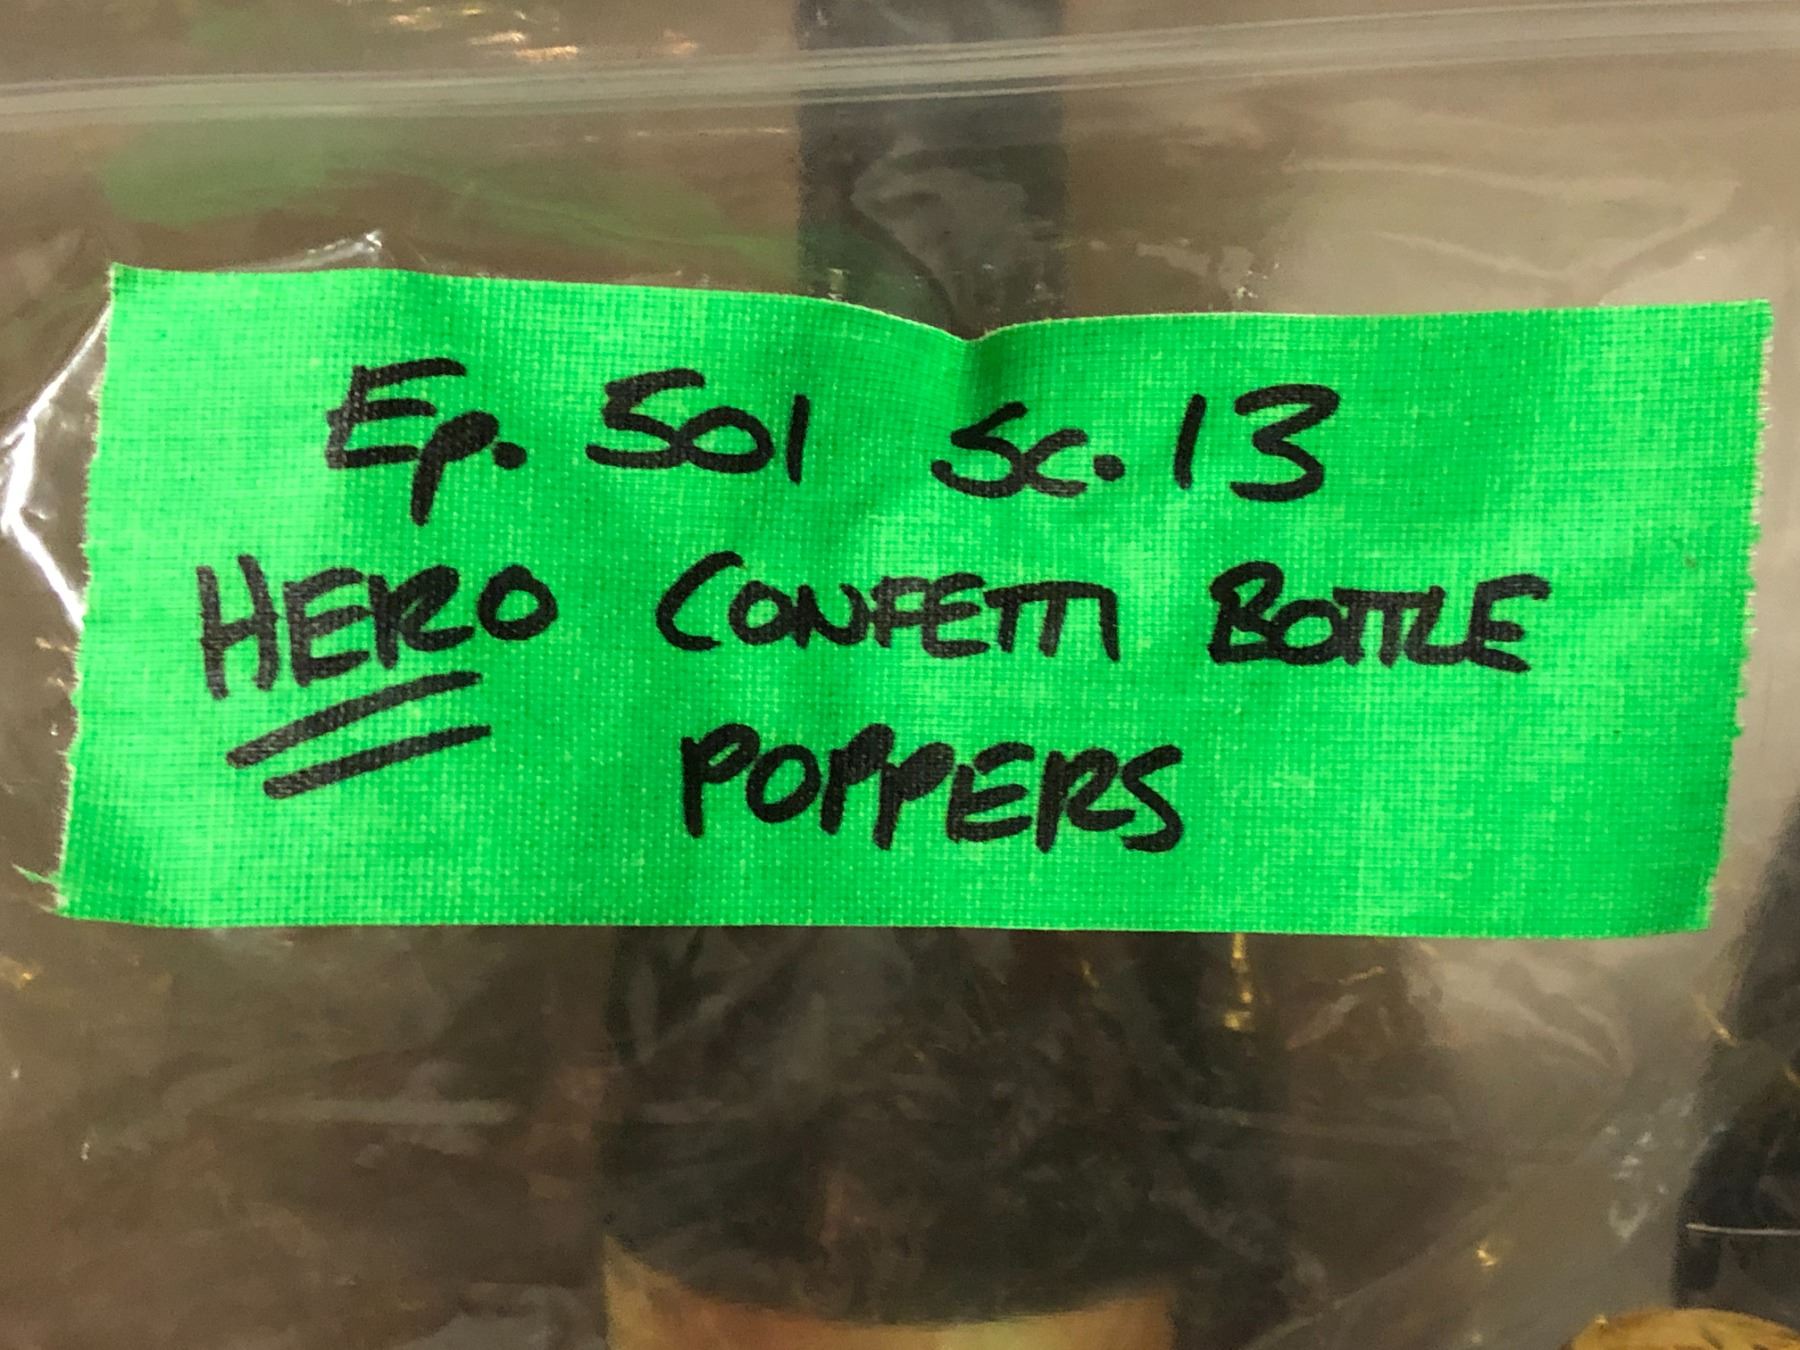 Ep. 501 Sc. 13
HERO CONFETTI BOTTLE
POPPERS